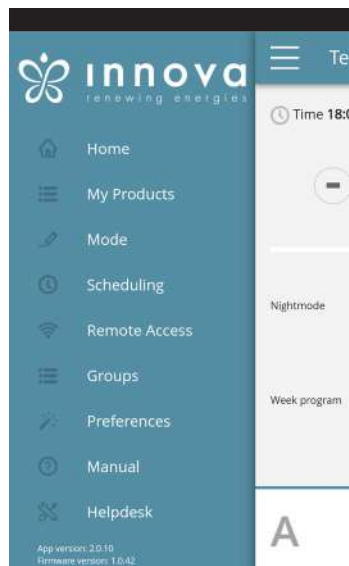 innova
renewing energies
Home
My Products
Mode
Scheduling
Remote Access
Groups
Preferences
Manual
Helpdesk
App version: 2.0.10
Firmware version: 1.0.42
Te
Time 18:0
Nightmode
Week program
A